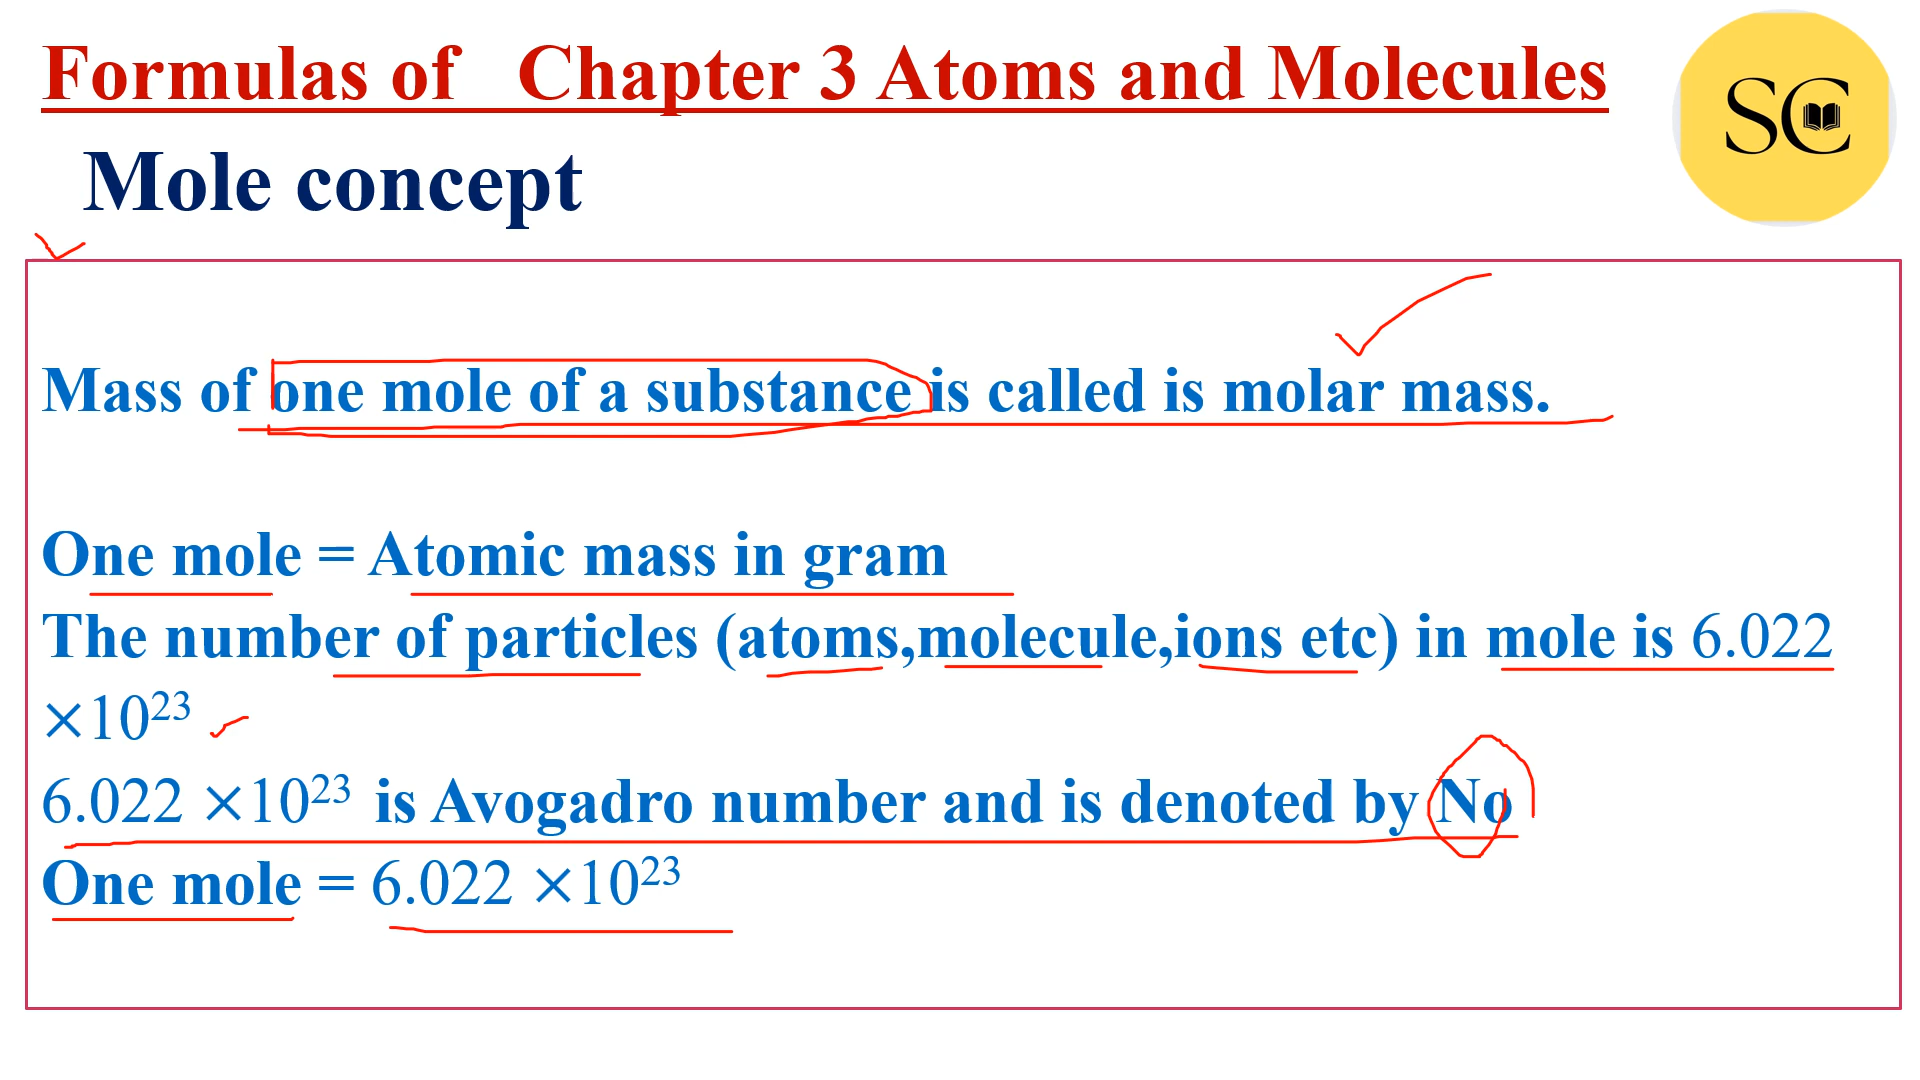 Formulas of Chapter 3 Atoms and Molecules
SC
Mole concept
Mass of one mole of a substance is called is molar mass.
One mole = Atomic mass in gram
The number of particles (atoms,molecule,ions etc) in mole is 6.022
×10²³
6.022 ×10²³ is Avogadro number and is denoted by No
One mole = 6.022 ×10²³